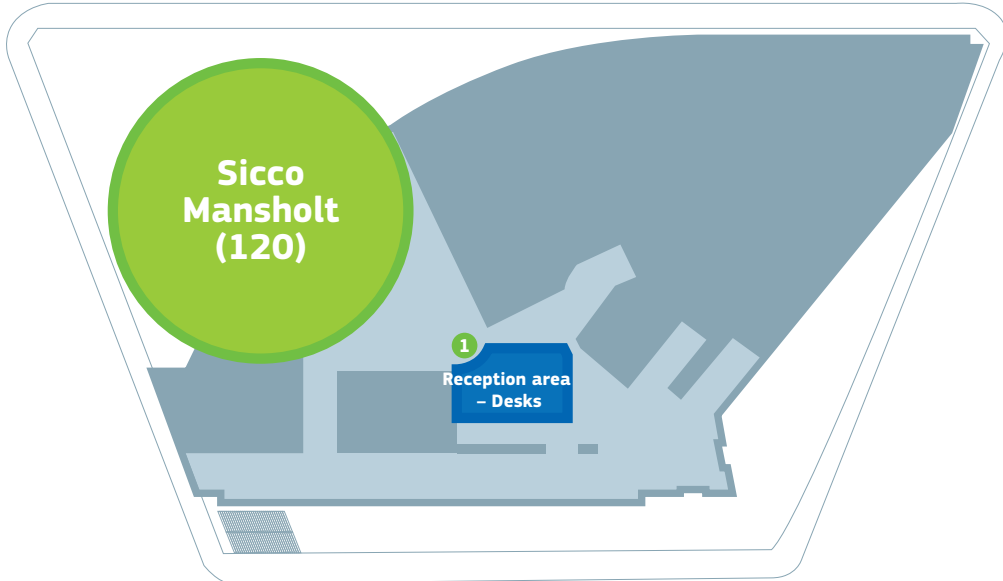 Sicco
Mansholt
(120)
1
Reception area
– Desks